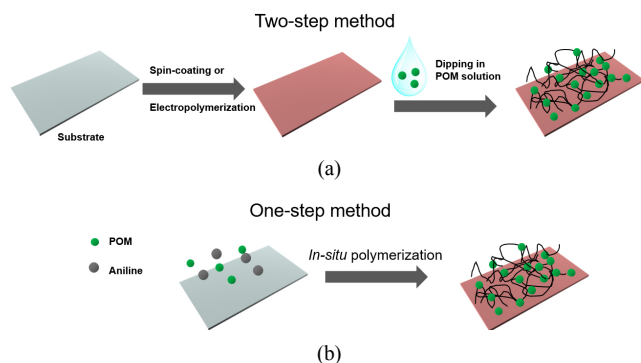 Two-step method
Spin-coating or
Electropolymerization
Dipping in
POM solution
Substrate
(a)
One-step method
POM
Aniline
In-situ polymerization
(b)